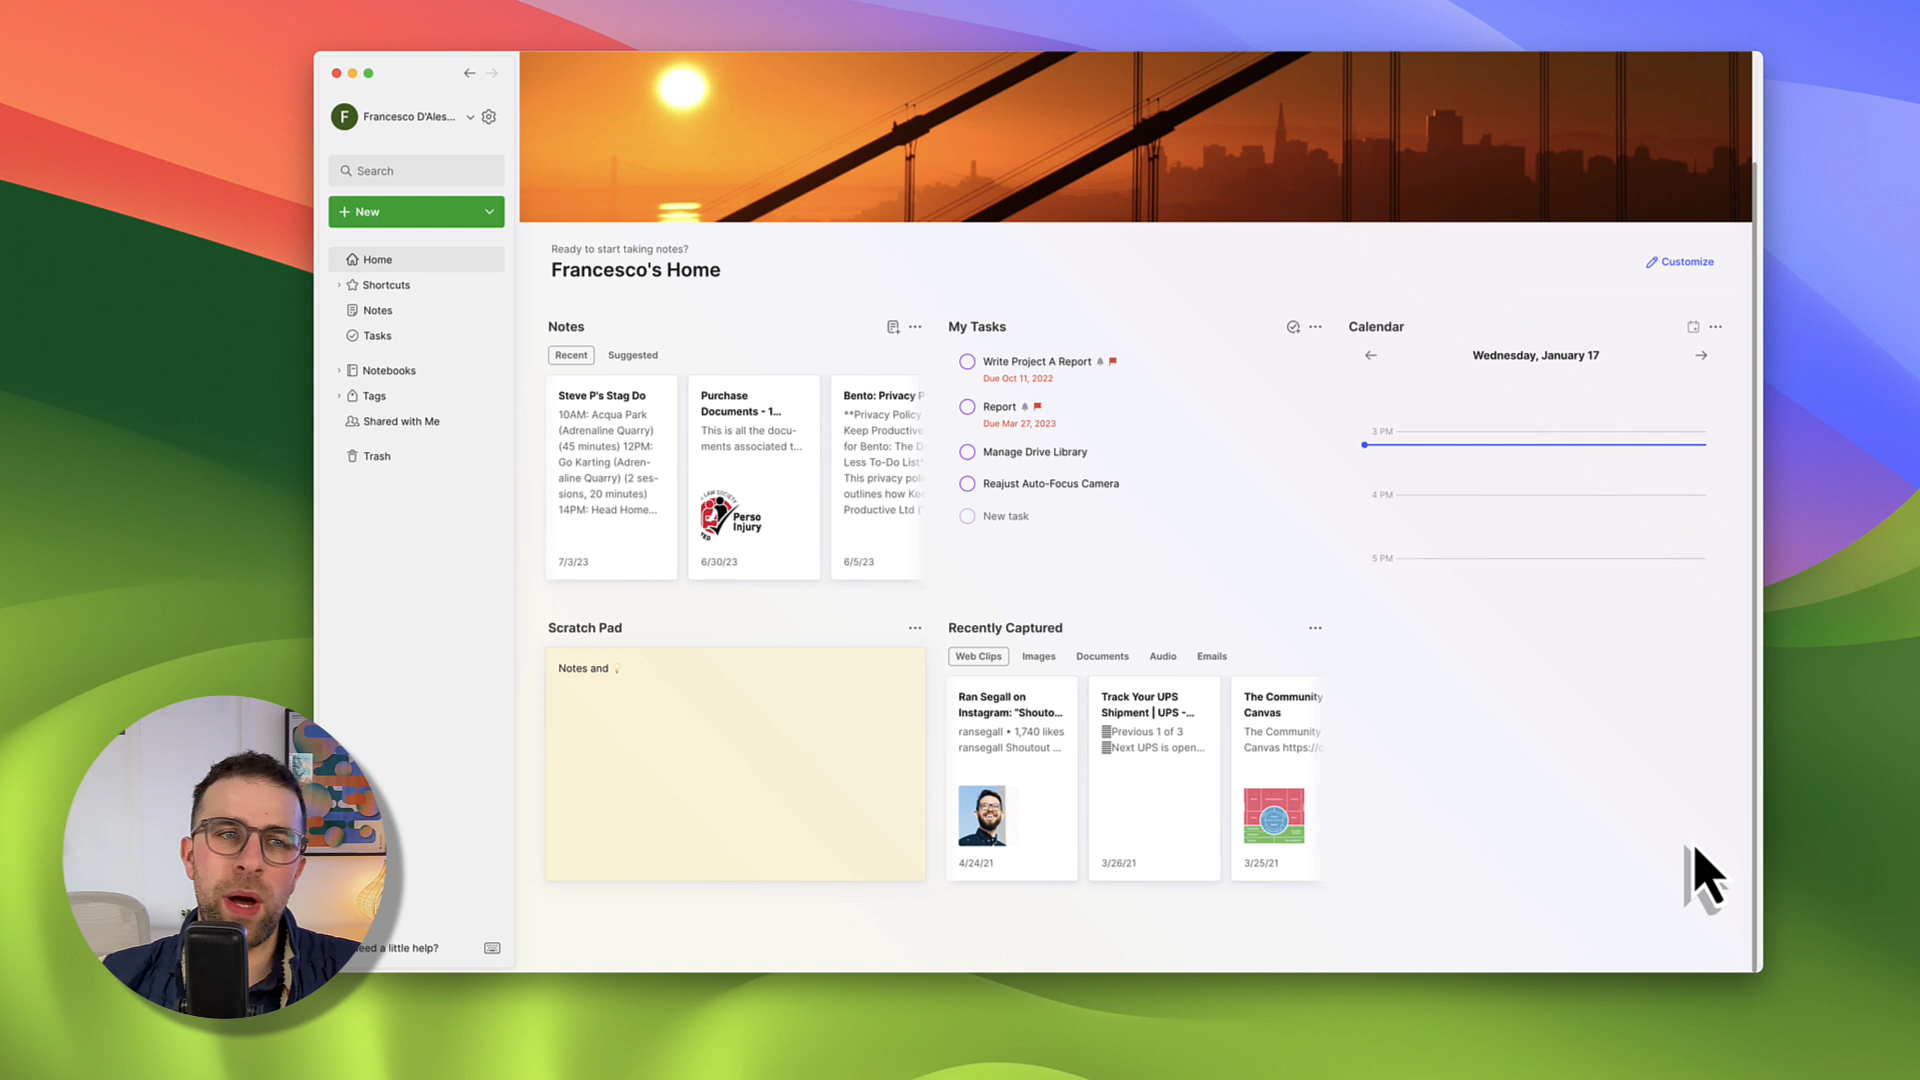 F Francesco D'Ales...
Search
New
Home
Shortcuts
Notes
Tasks
Notebooks
Tags
Shared with Me
Trash
eed a little help?
Ready to start taking notes?
Francesco's Home
Customize
Notes
Recent Suggested
Steve P's Stag Do
10AM: Acqua Park
(Adrenaline Quarry)
(45 minutes) 12PM:
Go Karting (Adren-
aline Quarry) (2 ses-
sions, 20 minutes)
14PM: Head Home...
7/3/23
Purchase
Documents - 1...
This is all the docu-
ments associated t...
LAW SOCIETY
Perso
Injury
TED
6/30/23
Bento: Privacy P
**Privacy Policy
Keep Productive
for Bento: The D
Less To-Do List*
This privacy poli
outlines how Kee
Productive Ltd (
6/5/23
My Tasks
Write Project A Report
Due Oct 11, 2022
Report
Due Mar 27, 2023
Manage Drive Library
Reajust Auto-Focus Camera
New task
Calendar
Wednesday, January 17
3 PM
4 PM
5 PM
Scratch Pad
Notes and
Recently Captured
Web Clips Images Documents Audio Emails
Ran Segall on
Instagram: “Shouto...
ransegall • 1,740 likes
ransegall Shoutout ...
4/24/21
Track Your UPS
Shipment | UPS -...
Previous 1 of 3
Next UPS is open...
3/26/21
The Community
Canvas
The Community
Canvas https://c
3/25/21